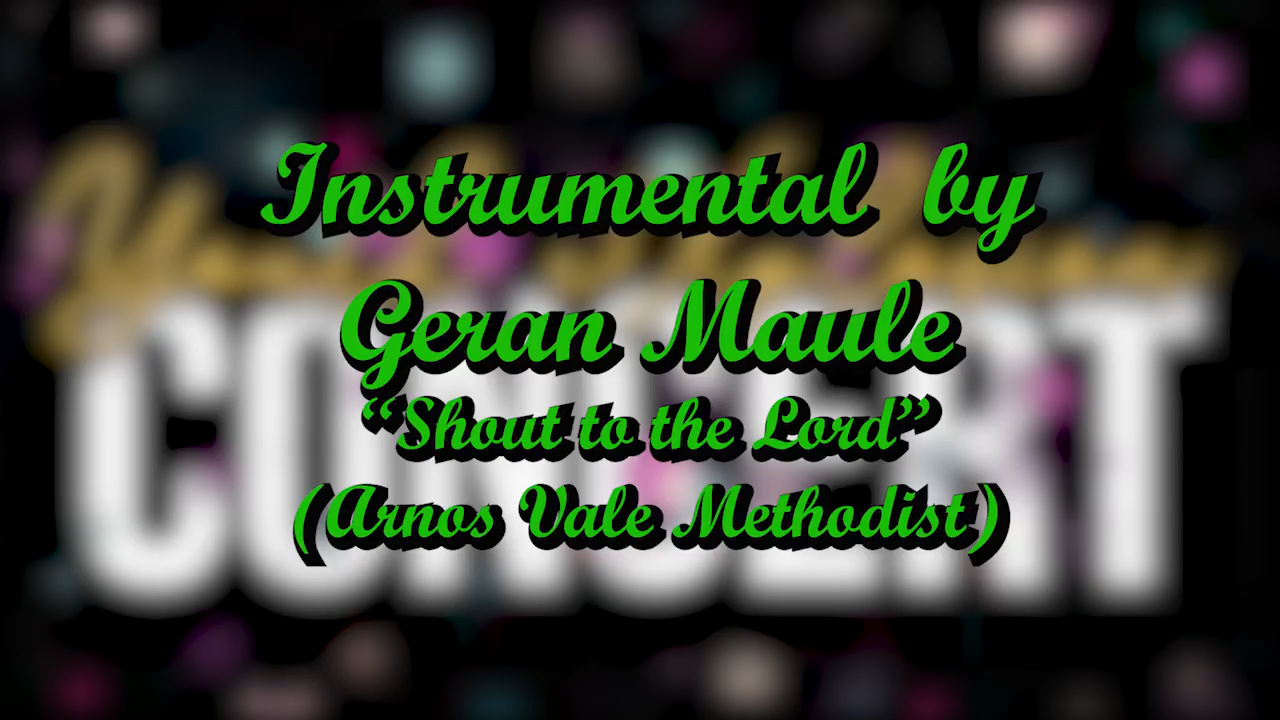 Instrumental by
Geran Maule
“Shout to the Lord”
(Arnos Vale Methodist)
CONCERT